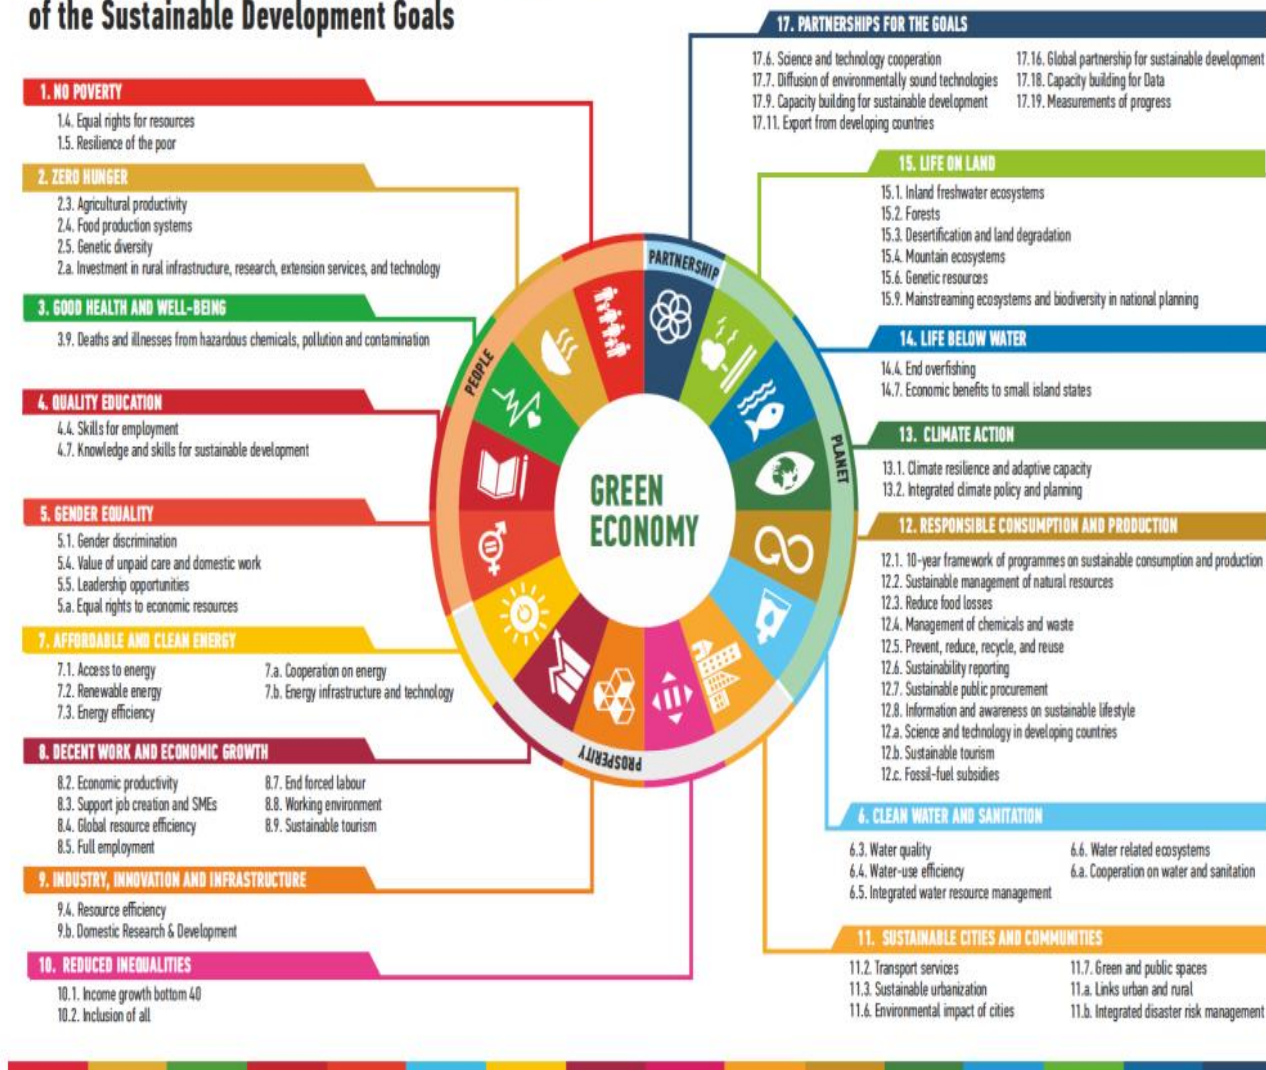 of the Sustainable Development Goals
1. NO POVERTY
1.4. Equal rights for resources
1.5. Resilience of the poor
2. ZERO HUNGER
2.3. Agricultural productivity
2.4. Food production systems
2.5. Genetic diversity
2.a. Investment in rural infrastructure, research, extension services, and technology
3. GOOD HEALTH AND WELL-BEING
3.9. Deaths and illnesses from hazardous chemicals, pollution and contamination
4. QUALITY EDUCATION
4.4. Skills for employment
4.7. Knowledge and skills for sustainable development
5. GENDER EQUALITY
5.1. Gender discrimination
5.4. Value of unpaid care and domestic work
5.5. Leadership opportunities
5.a. Equal rights to economic resources
7. AFFORDABLE AND CLEAN ENERGY
7.1. Access to energy
7.2. Renewable energy
7.3. Energy efficiency
7.a. Cooperation on energy
7.b. Energy infrastructure and technology
8. DECENT WORK AND ECONOMIC GROWTH
8.2. Economic productivity
8.3. Support job creation and SMEs
8.4. Global resource efficiency
8.5. Full employment
8.7. End forced labour
8.8. Working environment
8.9. Sustainable tourism
9. INDUSTRY, INNOVATION AND INFRASTRUCTURE
9.4. Resource efficiency
9.b. Domestic Research & Development
10. REDUCED INEQUALITIES
10.1. Income growth bottom 40
10.2. Inclusion of all
PEOPLE
PARTNERSHIP
PLANET
PROSPERITY
GREEN
ECONOMY
17. PARTNERSHIPS FOR THE GOALS
17.6. Science and technology cooperation
17.7. Diffusion of environmentally sound technologies
17.9. Capacity building for sustainable development
17.11. Export from developing countries
17.16. Global partnership for sustainable development
17.18. Capacity building for Data
17.19. Measurements of progress
15. LIFE ON LAND
15.1. Inland freshwater ecosystems
15.2. Forests
15.3. Desertification and land degradation
15.4. Mountain ecosystems
15.6. Genetic resources
15.9. Mainstreaming ecosystems and biodiversity in national planning
14. LIFE BELOW WATER
14.4. End overfishing
14.7. Economic benefits to small island states
13. CLIMATE ACTION
13.1. Climate resilience and adaptive capacity
13.2. Integrated climate policy and planning
12. RESPONSIBLE CONSUMPTION AND PRODUCTION
12.1. 10-year framework of programmes on sustainable consumption and production
12.2. Sustainable management of natural resources
12.3. Reduce food losses
12.4. Management of chemicals and waste
12.5. Prevent, reduce, recycle, and reuse
12.6. Sustainability reporting
12.7. Sustainable public procurement
12.8. Information and awareness on sustainable lifestyle
12.a. Science and technology in developing countries
12.b. Sustainable tourism
12.c. Fossil-fuel subsidies
6. CLEAN WATER AND SANITATION
6.3. Water quality
6.4. Water-use efficiency
6.5. Integrated water resource management
6.6. Water related ecosystems
6.a. Cooperation on water and sanitation
11. SUSTAINABLE CITIES AND COMMUNITIES
11.2. Transport services
11.3. Sustainable urbanization
11.6. Environmental impact of cities
11.7. Green and public spaces
11.a. Links urban and rural
11.b. Integrated disaster risk management